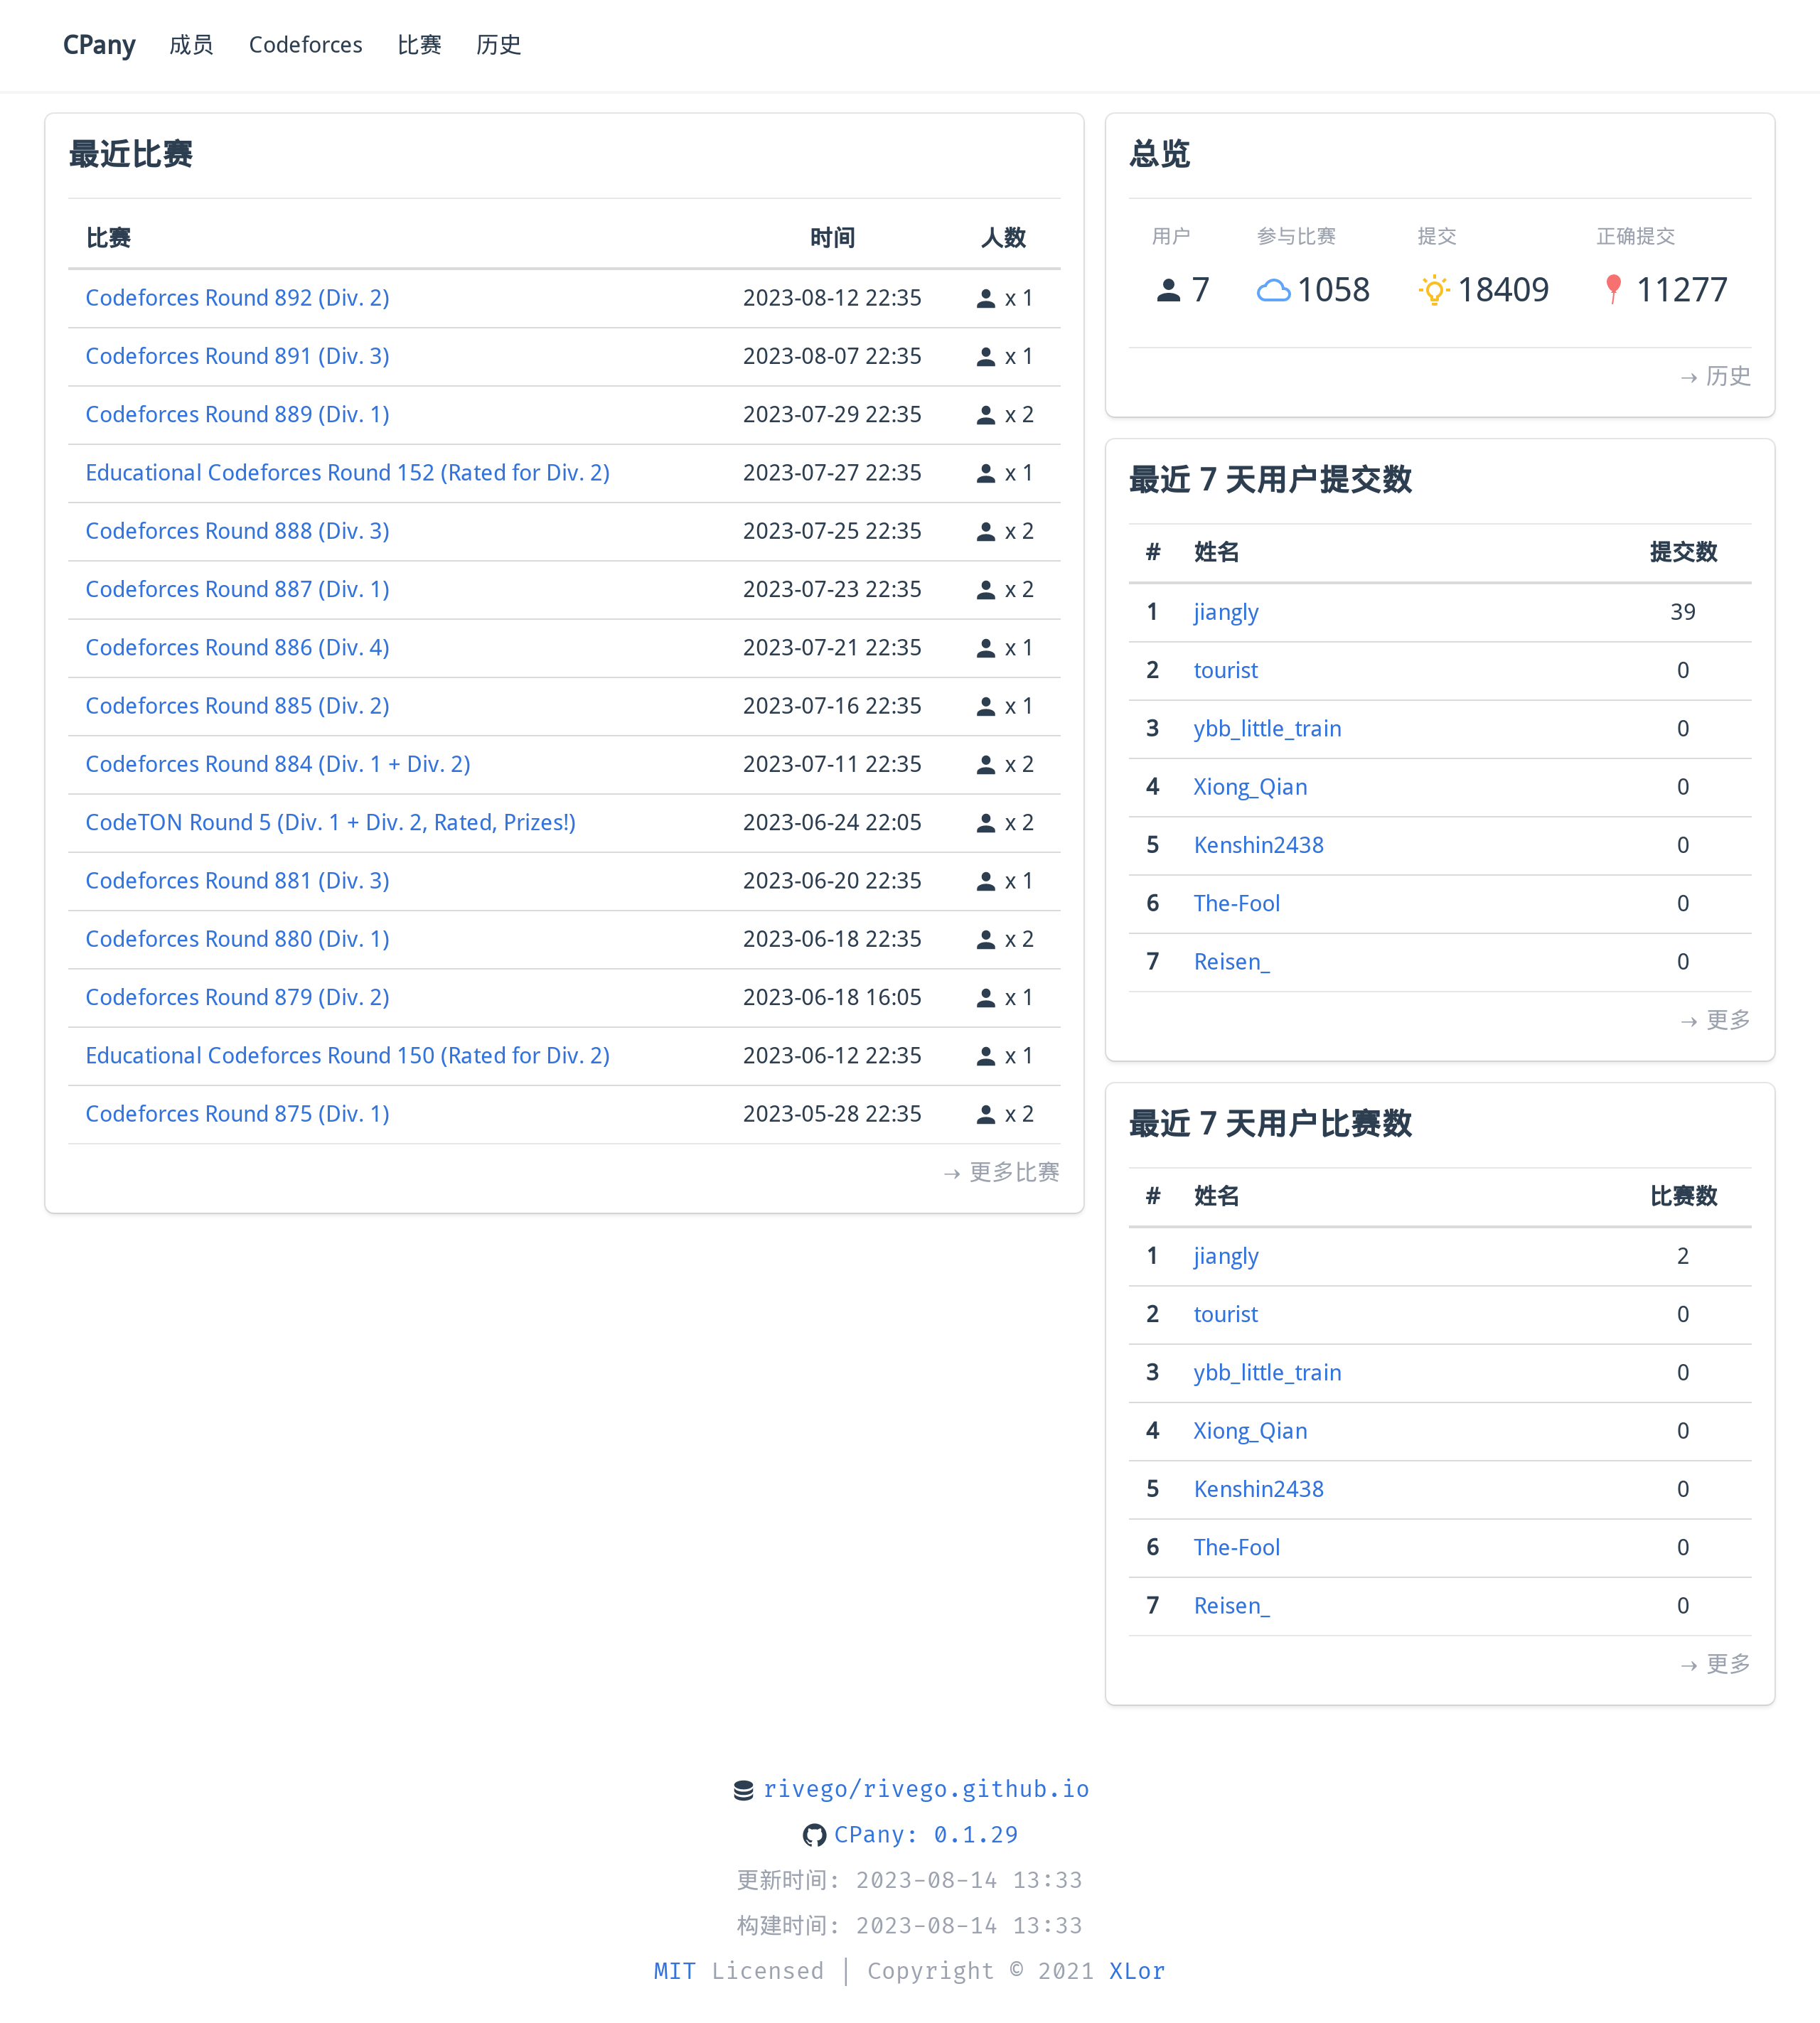 CPany 成员 Codeforces 比赛 历史
最近比赛
比赛 时间 人数
Codeforces Round 892 (Div. 2) 2023-08-12 22:35 x 1
Codeforces Round 891 (Div. 3) 2023-08-07 22:35 x 1
Codeforces Round 889 (Div. 1) 2023-07-29 22:35 x 2
Educational Codeforces Round 152 (Rated for Div. 2) 2023-07-27 22:35 x 1
Codeforces Round 888 (Div. 3) 2023-07-25 22:35 x 2
Codeforces Round 887 (Div. 1) 2023-07-23 22:35 x 2
Codeforces Round 886 (Div. 4) 2023-07-21 22:35 x 1
Codeforces Round 885 (Div. 2) 2023-07-16 22:35 x 1
Codeforces Round 884 (Div. 1 + Div. 2) 2023-07-11 22:35 x 2
CodeTON Round 5 (Div. 1 + Div. 2, Rated, Prizes!) 2023-06-24 22:05 x 2
Codeforces Round 881 (Div. 3) 2023-06-20 22:35 x 1
Codeforces Round 880 (Div. 1) 2023-06-18 22:35 x 2
Codeforces Round 879 (Div. 2) 2023-06-18 16:05 x 1
Educational Codeforces Round 150 (Rated for Div. 2) 2023-06-12 22:35 x 1
Codeforces Round 875 (Div. 1) 2023-05-28 22:35 x 2
→ 更多比赛
总览
用户 参与比赛 提交 正确提交
7 1058 18409 11277
→ 历史
最近 7 天用户提交数
# 姓名 提交数
1 jiangly 39
2 tourist 0
3 ybb_little_train 0
4 Xiong_Qian 0
5 Kenshin2438 0
6 The-Fool 0
7 Reisen_ 0
→ 更多
最近 7 天用户比赛数
# 姓名 比赛数
1 jiangly 2
2 tourist 0
3 ybb_little_train 0
4 Xiong_Qian 0
5 Kenshin2438 0
6 The-Fool 0
7 Reisen_ 0
→ 更多
rivego/rivego.github.io
CPany: 0.1.29
更新时间: 2023-08-14 13:33
构建时间: 2023-08-14 13:33
MIT Licensed | Copyright © 2021 XLor